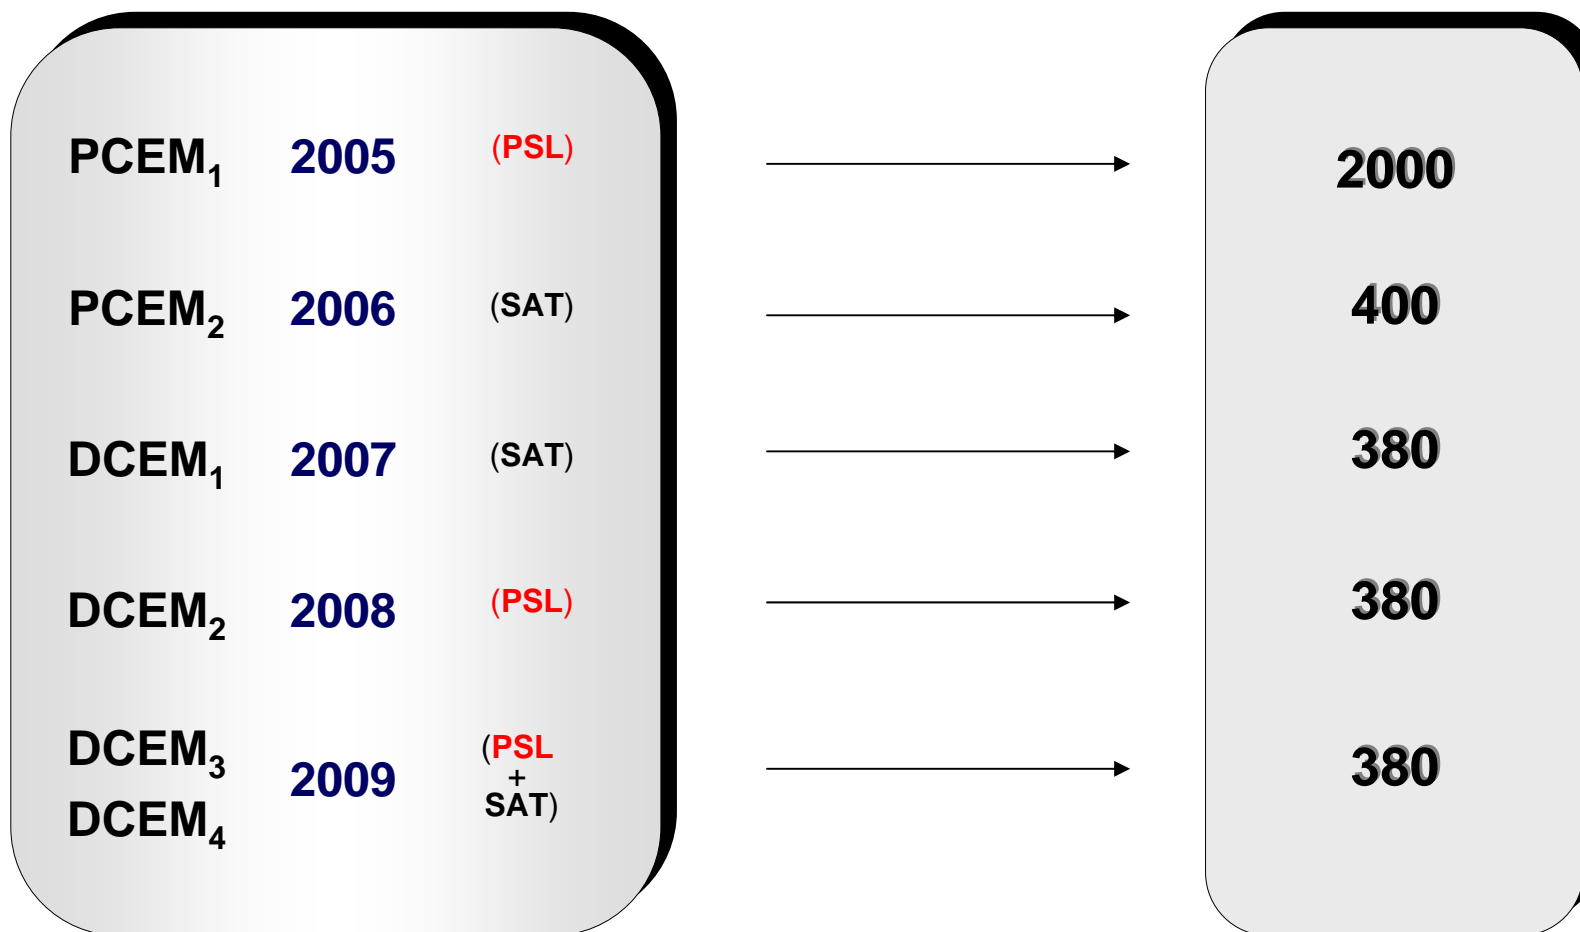 PCEM₁ 2005 (PSL) 2000
PCEM₂ 2006 (SAT) 400
DCEM₁ 2007 (SAT) 380
DCEM₂ 2008 (PSL) 380
DCEM₃
DCEM₄
2009
(PSL
+
SAT)
380